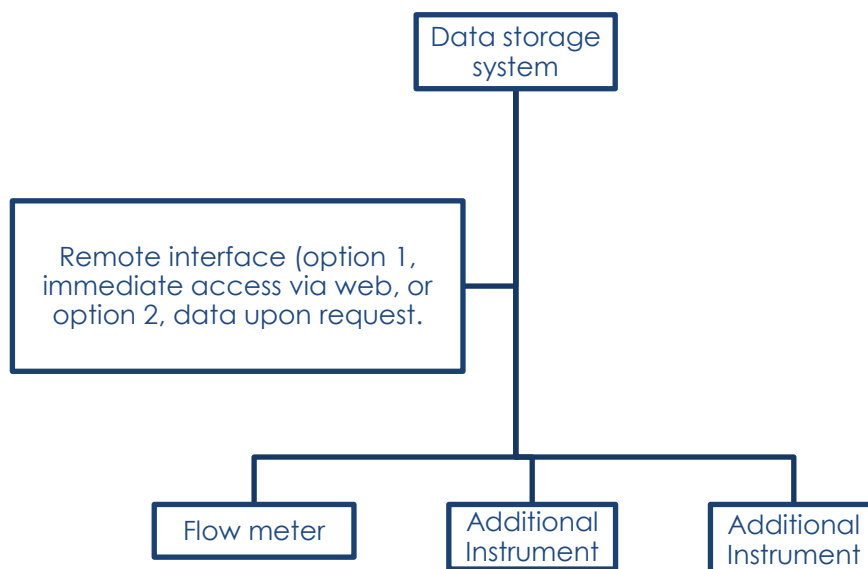 Data storage
system
Remote interface (option 1,
immediate access via web, or
option 2, data upon request.
Flow meter
Additional
Instrument
Additional
Instrument